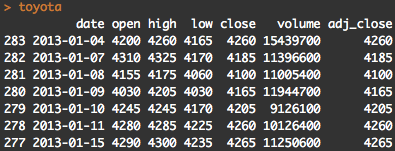 > toyota
date open high low close volume adj_close
283 2013-01-04 4200 4260 4165 4260 15439700 4260
282 2013-01-07 4310 4325 4170 4185 11396600 4185
281 2013-01-08 4155 4175 4060 4100 11005400 4100
280 2013-01-09 4030 4205 4030 4165 11944700 4165
279 2013-01-10 4245 4245 4170 4205 9126100 4205
278 2013-01-11 4280 4285 4225 4260 10126400 4260
277 2013-01-15 4290 4300 4235 4265 11250600 4265